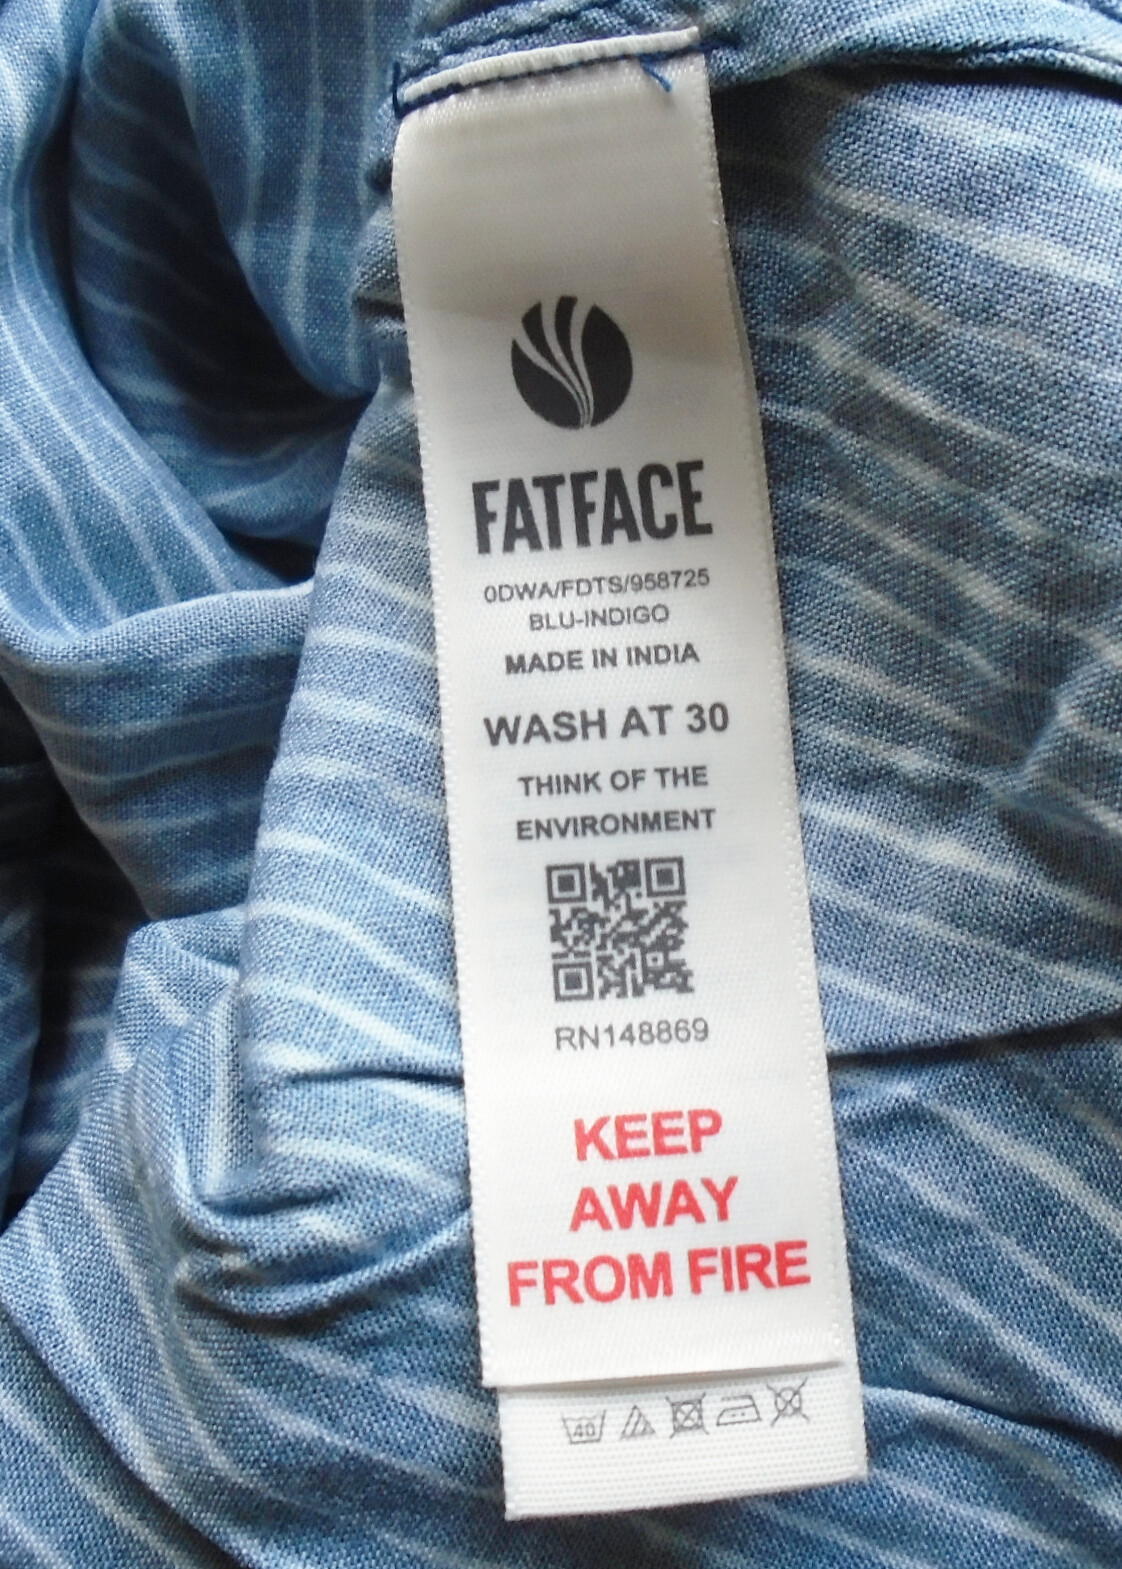 FATFACE
0DWA/FDTS/958725
BLU-INDIGO
MADE IN INDIA
WASH AT 30
THINK OF THE
ENVIRONMENT
RN148869
KEEP
AWAY
FROM FIRE
40